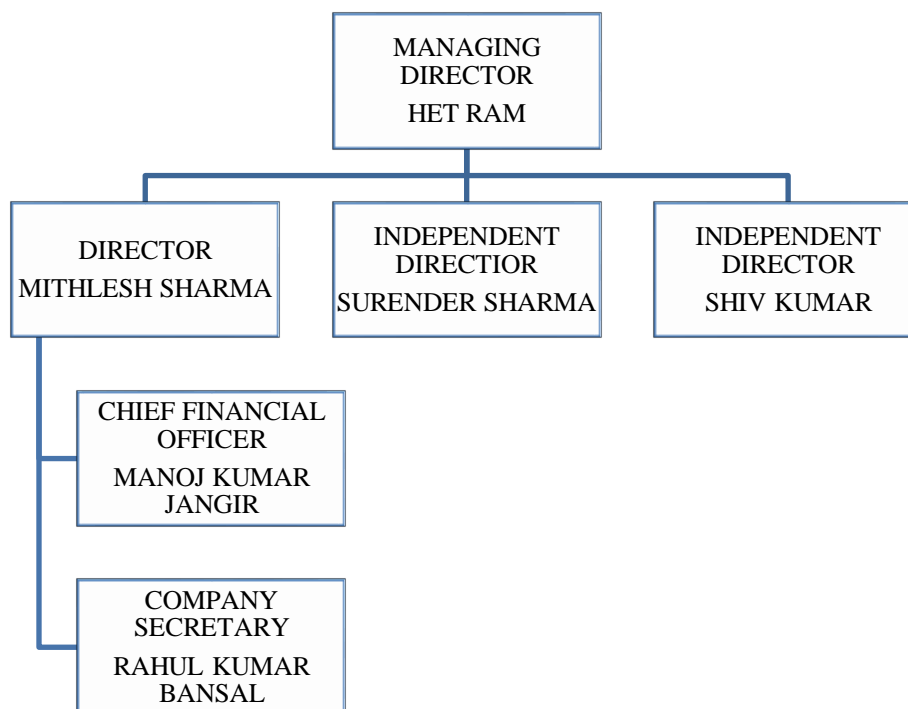 MANAGING
DIRECTOR
HET RAM
DIRECTOR
MITHLESH SHARMA
INDEPENDENT
DIRECTIOR
SURENDER SHARMA
INDEPENDENT
DIRECTOR
SHIV KUMAR
CHIEF FINANCIAL
OFFICER
MANOJ KUMAR
JANGIR
COMPANY
SECRETARY
RAHUL KUMAR
BANSAL